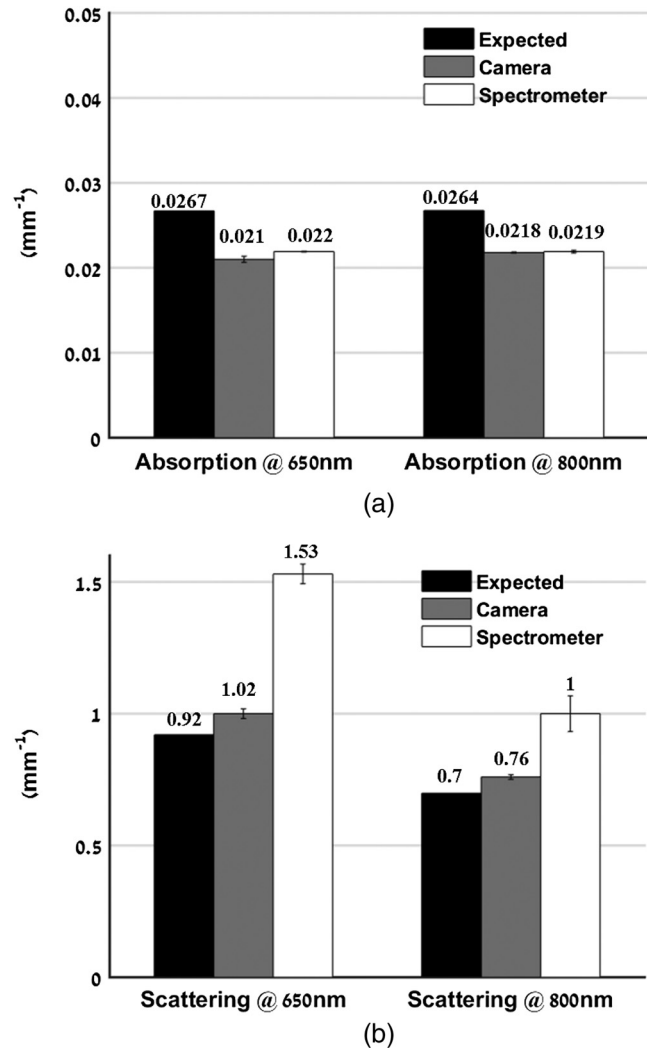 0.05
0.04
0.03
0.02
0.01
0
(mm⁻¹)
Expected
Camera
Spectrometer
0.0267
0.021
0.022
0.0264
0.0218
0.0219
Absorption @ 650nm
Absorption @ 800nm
(a)
1.5
1
0.5
0
(mm⁻¹)
Expected
Camera
Spectrometer
0.92
1.02
1.53
0.7
0.76
1
Scattering @ 650nm
Scattering @ 800nm
(b)